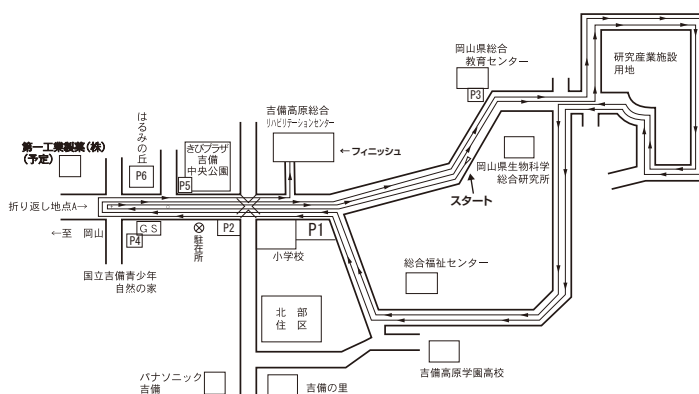 岡山県総合
教育センター
P3
研究産業施設
用地
吉備高原総合
リハビリテーションセンター
←フィニッシュ
はるみの丘
P6
きびプラザ
吉備
中央公園
P5
第一工業製薬(株)
(予定)
岡山県生物科学
総合研究所
スタート
折り返し地点A→
←至 岡山
GS
P4
駐在所
P2
P1
小学校
国立吉備青少年
自然の家
総合福祉センター
北部
住区
吉備高原学園高校
パナソニック
吉備
吉備の里